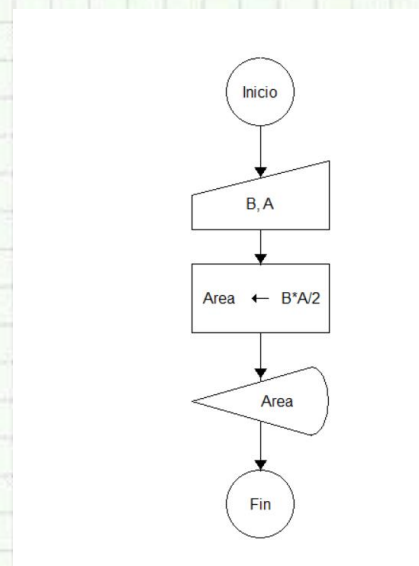 Inicio
B, A
Area ← B*A/2
Area
Fin